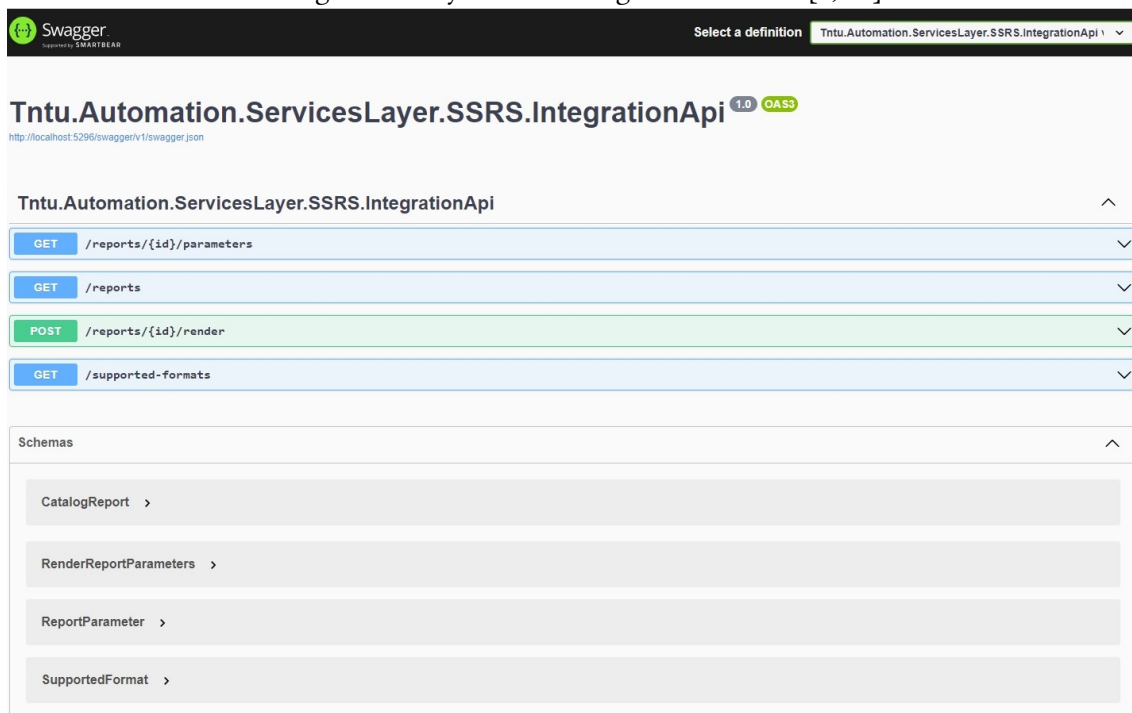 Swagger.
Supported by SMARTBEAR
Select a definition
Tntu.Automation.ServicesLayer.SSRS.IntegrationApi
Tntu.Automation.ServicesLayer.SSRS.IntegrationApi 1.0 OAS3
http://localhost:5296/swagger/v1/swagger.json
Tntu.Automation.ServicesLayer.SSRS.IntegrationApi
GET /reports/{id}/parameters
GET /reports
POST /reports/{id}/render
GET /supported-formats
Schemas
CatalogReport
RenderReportParameters
ReportParameter
SupportedFormat